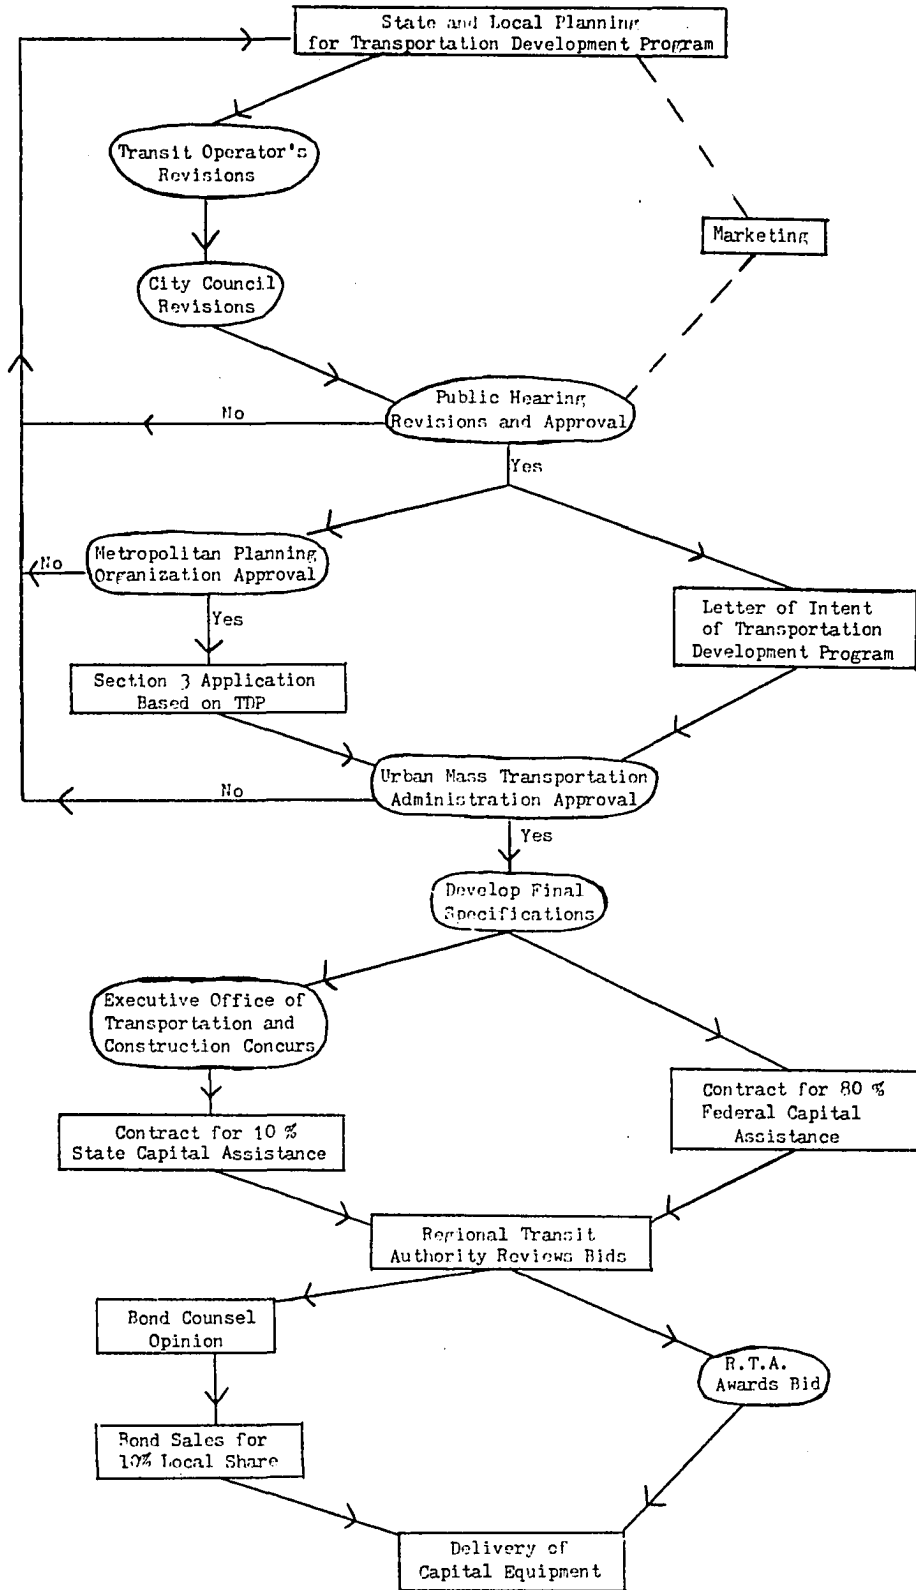 State and Local Planning
for Transportation Development Program
Transit Operator's
Revisions
Marketing
City Council
Revisions
Public Hearing
Revisions and Approval
No
Yes
Metropolitan Planning
Organization Approval
No
Yes
Letter of Intent
of Transportation
Development Program
Section 3 Application
Based on TDP
Urban Mass Transportation
Administration Approval
No
Yes
Develop Final
Specifications
Executive Office of
Transportation and
Construction Concurs
Contract for 80 %
Federal Capital
Assistance
Contract for 10 %
State Capital Assistance
Regional Transit
Authority Reviews Bids
Bond Counsel
Opinion
R.T.A.
Awards Bid
Bond Sales for
10% Local Share
Delivery of
Capital Equipment